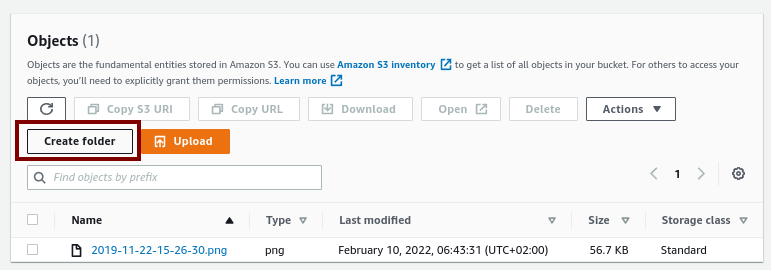 Objects (1)
Objects are the fundamental entities stored in Amazon S3. You can use Amazon S3 inventory to get a list of all objects in your bucket. For others to access your
objects, you'll need to explicitly grant them permissions. Learn more
Copy S3 URI Copy URL Download Open Delete Actions
Create folder Upload
Find objects by prefix 1
Name Type Last modified Size Storage class
2019-11-22-15-26-30.png png February 10, 2022, 06:43:31 (UTC+02:00) 56.7 KB Standard